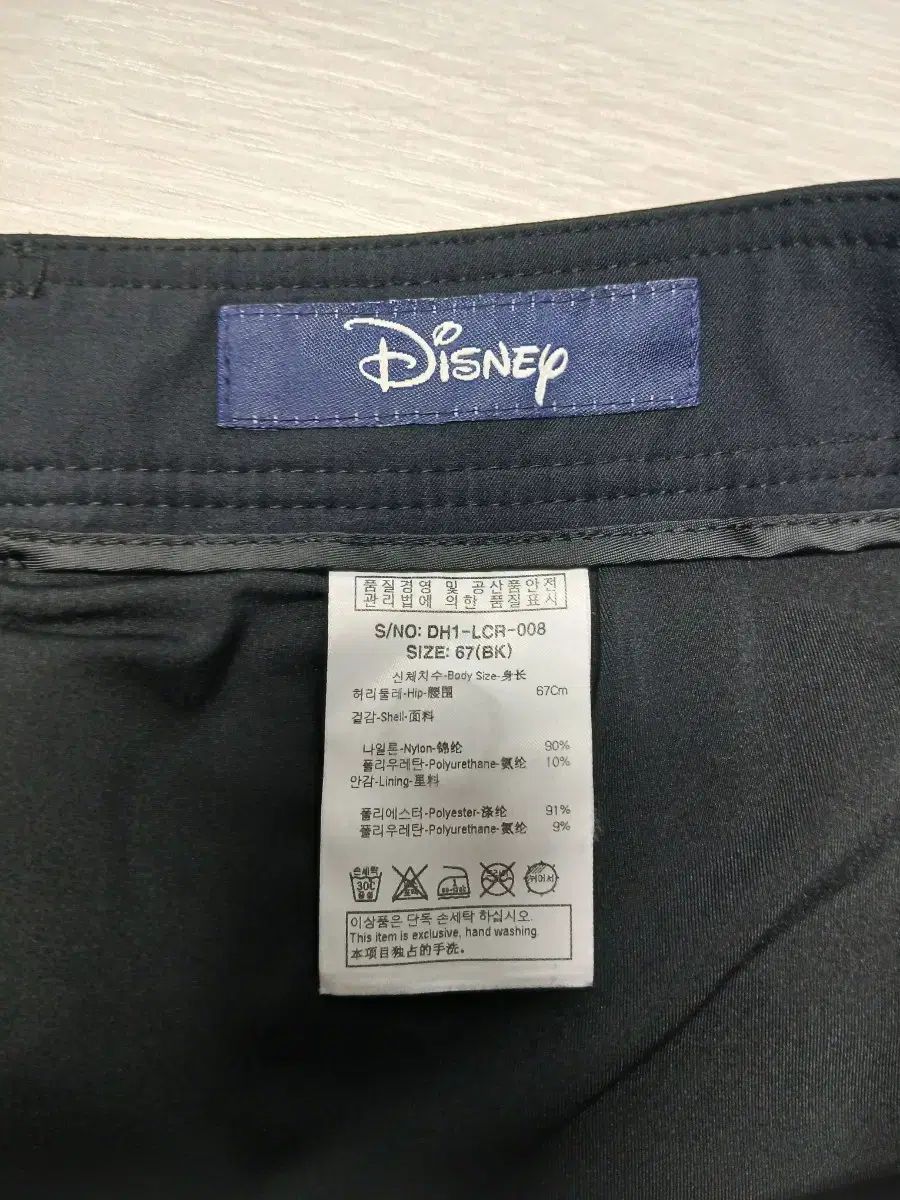 Disney
품질경영 및 공산품안전
관리법에 의한 품질표시
S/NO: DH1-LCR-008
SIZE: 67(BK)
신체치수-Body Size-身长
허리둘레-Hip-腰围 67Cm
겉감-Shell-面料
나일론-Nylon-锦纶 90%
폴리우레탄-Polyurethane-氨纶 10%
안감-Lining-里料
폴리에스터-Polyester-涤纶 91%
폴리우레탄-Polyurethane-氨纶 9%
손세탁
30C
중성
이상품은 단독 손세탁 하십시오.
This item is exclusive, hand washing.
本项目独占的手洗。